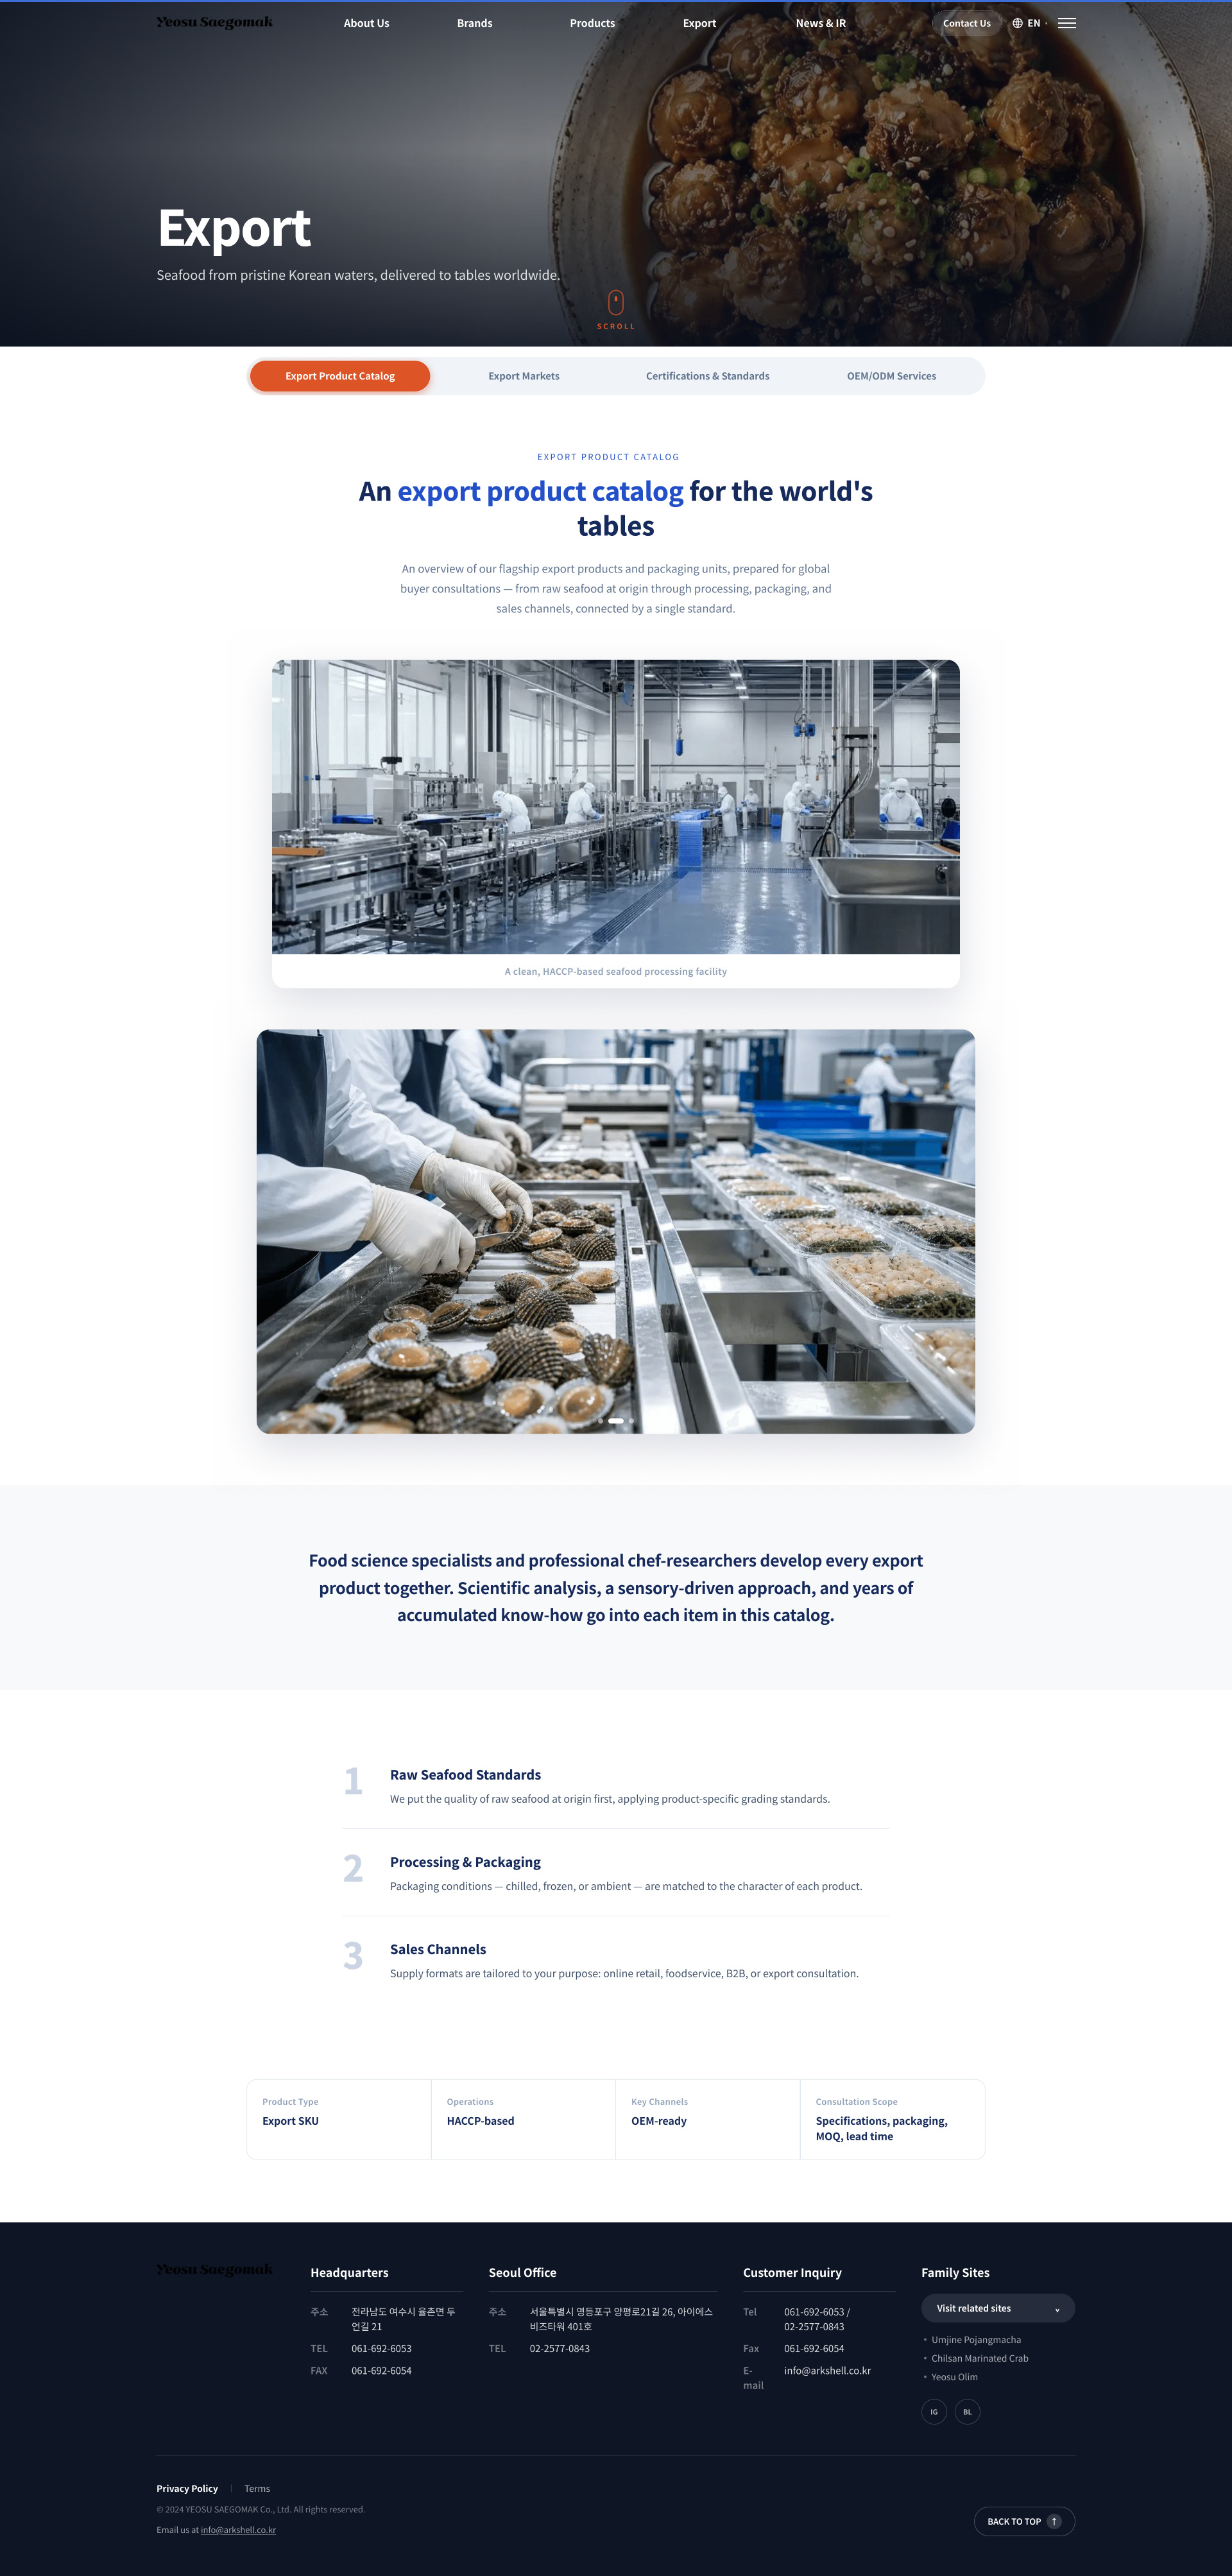 Yeosu Saegomak
About Us
Brands
Products
Export
News & IR
Contact Us
EN
Export
Seafood from pristine Korean waters, delivered to tables worldwide.
SCROLL
Export Product Catalog
Export Markets
Certifications & Standards
OEM/ODM Services
EXPORT PRODUCT CATALOG
An export product catalog for the world's
tables
An overview of our flagship export products and packaging units, prepared for global
buyer consultations — from raw seafood at origin through processing, packaging, and
sales channels, connected by a single standard.
A clean, HACCP-based seafood processing facility
Food science specialists and professional chef-researchers develop every export
product together. Scientific analysis, a sensory-driven approach, and years of
accumulated know-how go into each item in this catalog.
1
Raw Seafood Standards
We put the quality of raw seafood at origin first, applying product-specific grading standards.
2
Processing & Packaging
Packaging conditions — chilled, frozen, or ambient — are matched to the character of each product.
3
Sales Channels
Supply formats are tailored to your purpose: online retail, foodservice, B2B, or export consultation.
Product Type
Export SKU
Operations
HACCP-based
Key Channels
OEM-ready
Consultation Scope
Specifications, packaging,
MOQ, lead time
Yeosu Saegomak
Headquarters
주소
전라남도 여수시 율촌면 두
언길 21
TEL
061-692-6053
FAX
061-692-6054
Seoul Office
주소
서울특별시 영등포구 양평로21길 26, 아이에스
비즈타워 401호
TEL
02-2577-0843
Customer Inquiry
Tel
061-692-6053 /
02-2577-0843
Fax
061-692-6054
E-
mail
info@arkshell.co.kr
Family Sites
Visit related sites
Umjine Pojangmacha
Chilsan Marinated Crab
Yeosu Olim
IG
BL
Privacy Policy
Terms
© 2024 YEOSU SAEGOMAK Co., Ltd. All rights reserved.
Email us at info@arkshell.co.kr
BACK TO TOP